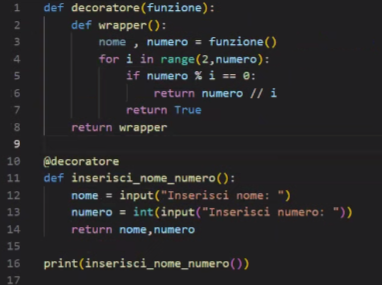 1 def decoratore(funzione):
2     def wrapper():
3         nome , numero = funzione()
4         for i in range(2,numero):
5             if numero % i == 0:
6                 return numero // i
7         return True
8     return wrapper
9
10 @decoratore
11 def inserisci_nome_numero():
12     nome = input("Inserisci nome: ")
13     numero = int(input("Inserisci numero: "))
14     return nome,numero
15
16 print(inserisci_nome_numero())
17